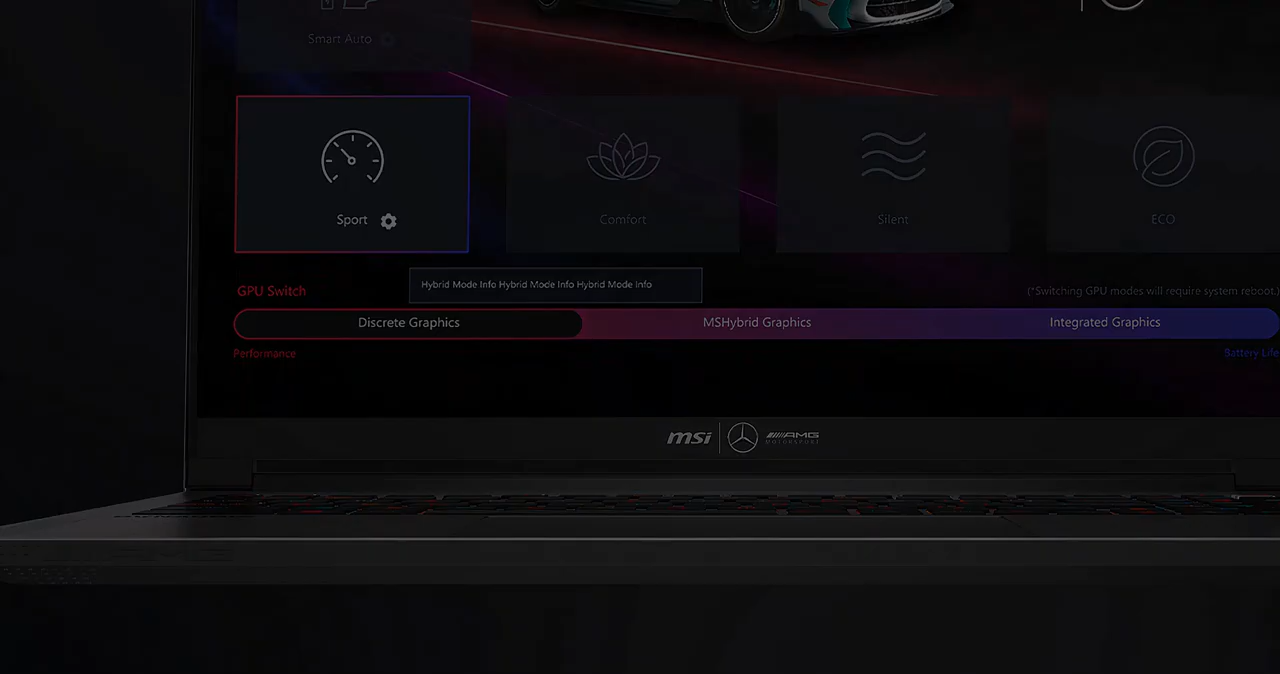 Smart Auto
Sport
Comfort
Silent
ECO
Hybrid Mode Info Hybrid Mode Info Hybrid Mode Info
GPU Switch
(*Switching GPU modes will require system reboot.)
Discrete Graphics
MSHybrid Graphics
Integrated Graphics
Performance
Battery Life
msi
AMG
MOTORSPORT